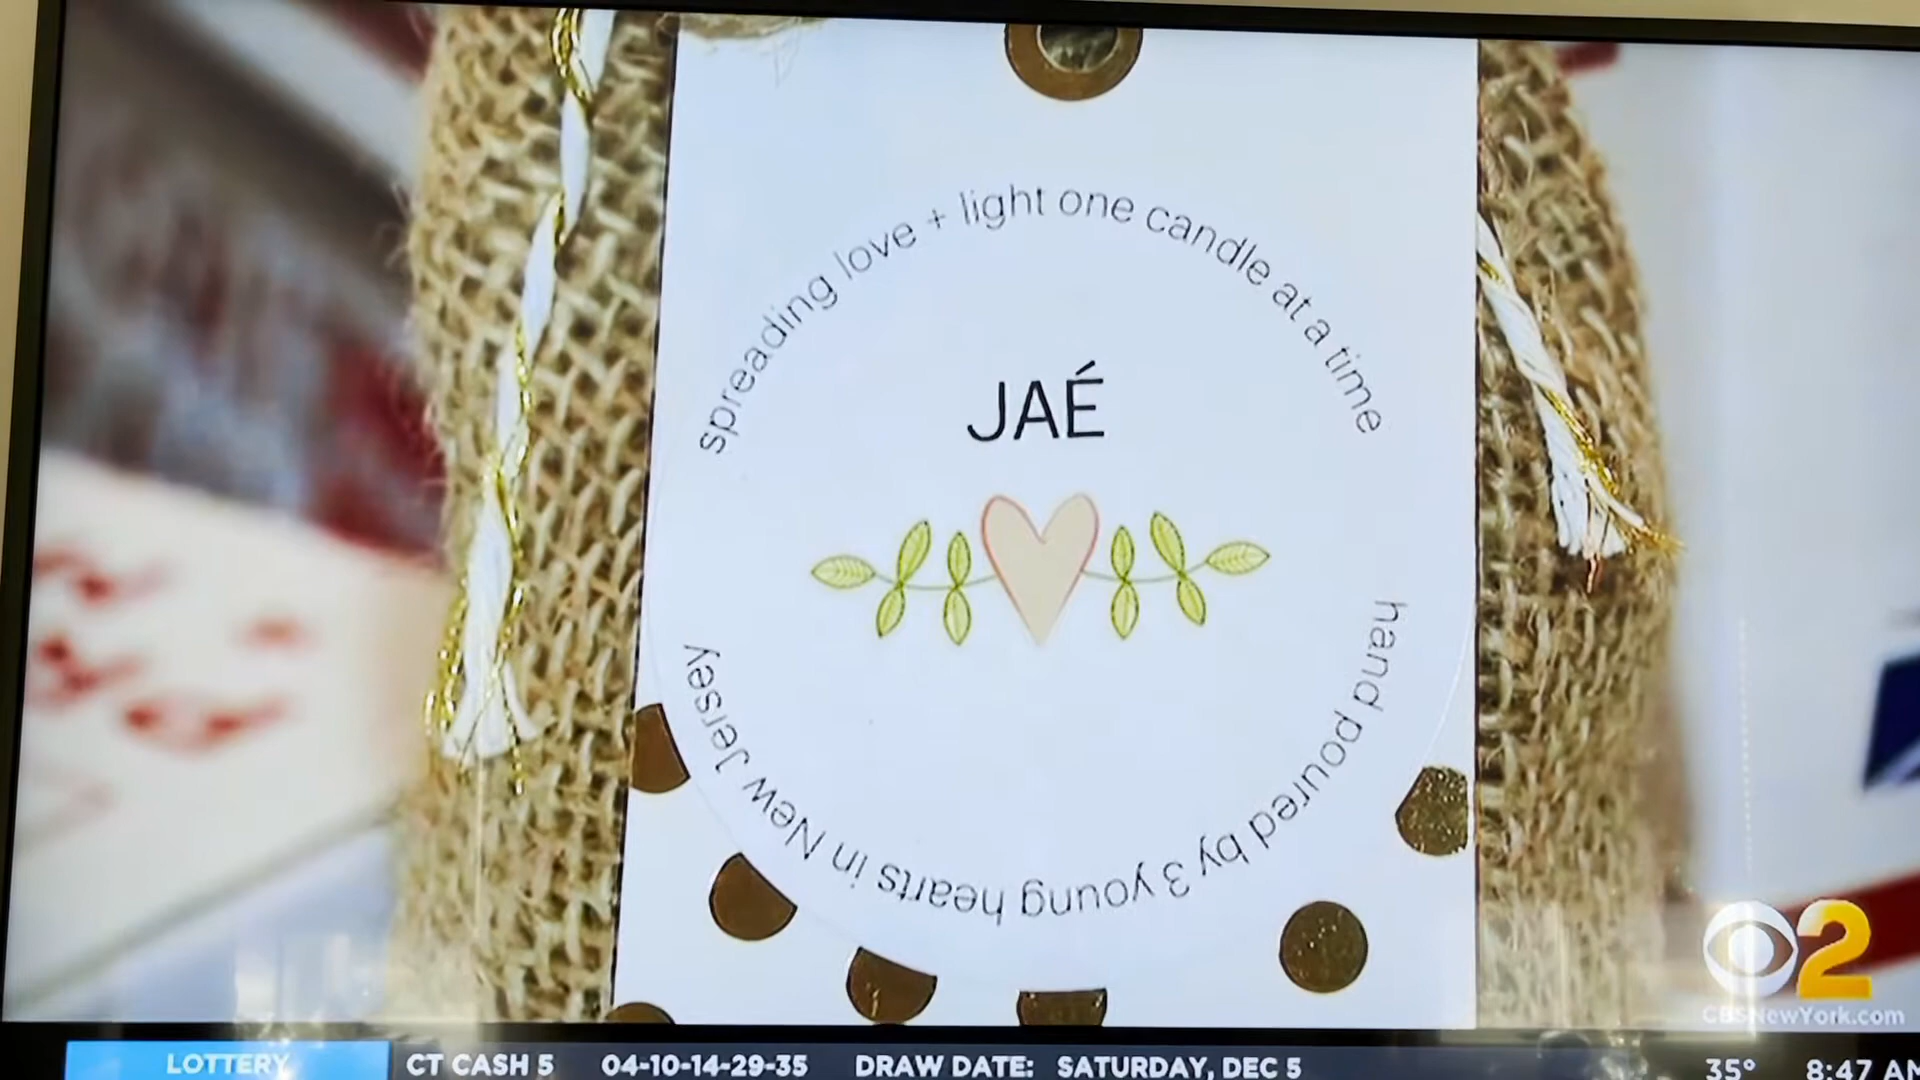 spreading love + light one candle at a time
JAÉ
hand poured by 3 young hearts in New Jersey
2
CBSNewYork.com
LOTTERY CT CASH 5 04-10-14-29-35 DRAW DATE: SATURDAY, DEC 5 35° 8:47 AM